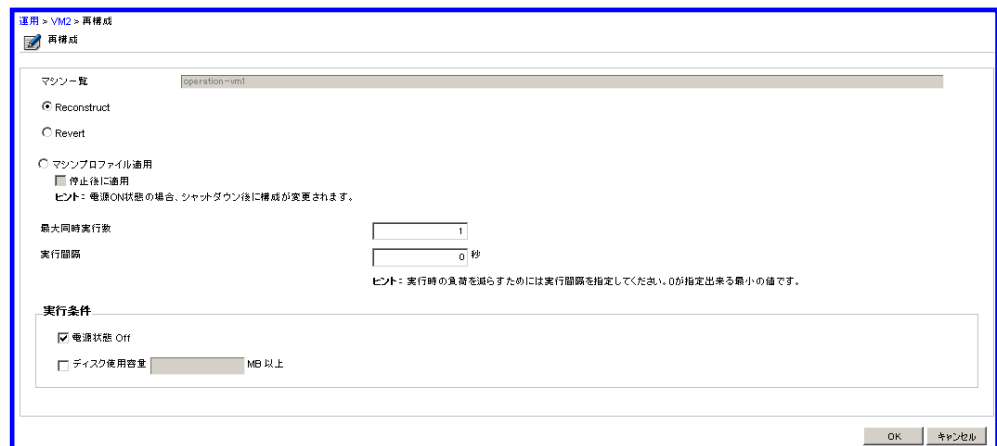 運用 > VM2 > 再構成
再構成
マシン一覧 operation-vm1
Reconstruct
Revert
マシンプロファイル適用
停止後に適用
ヒント: 電源ON状態の場合、シャットダウン後に構成が変更されます。
最大同時実行数 1
実行間隔 0 秒
ヒント: 実行時の負荷を減らすためには実行間隔を指定してください。0が指定出来る最小の値です。
実行条件
電源状態 Off
ディスク使用容量 MB 以上
OK キャンセル